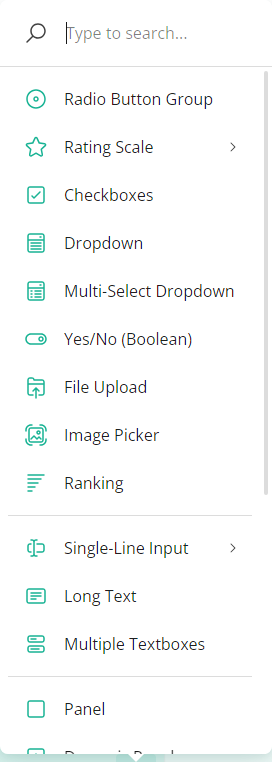 Type to search...
Radio Button Group
Rating Scale
Checkboxes
Dropdown
Multi-Select Dropdown
Yes/No (Boolean)
File Upload
Image Picker
Ranking
Single-Line Input
Long Text
Multiple Textboxes
Panel